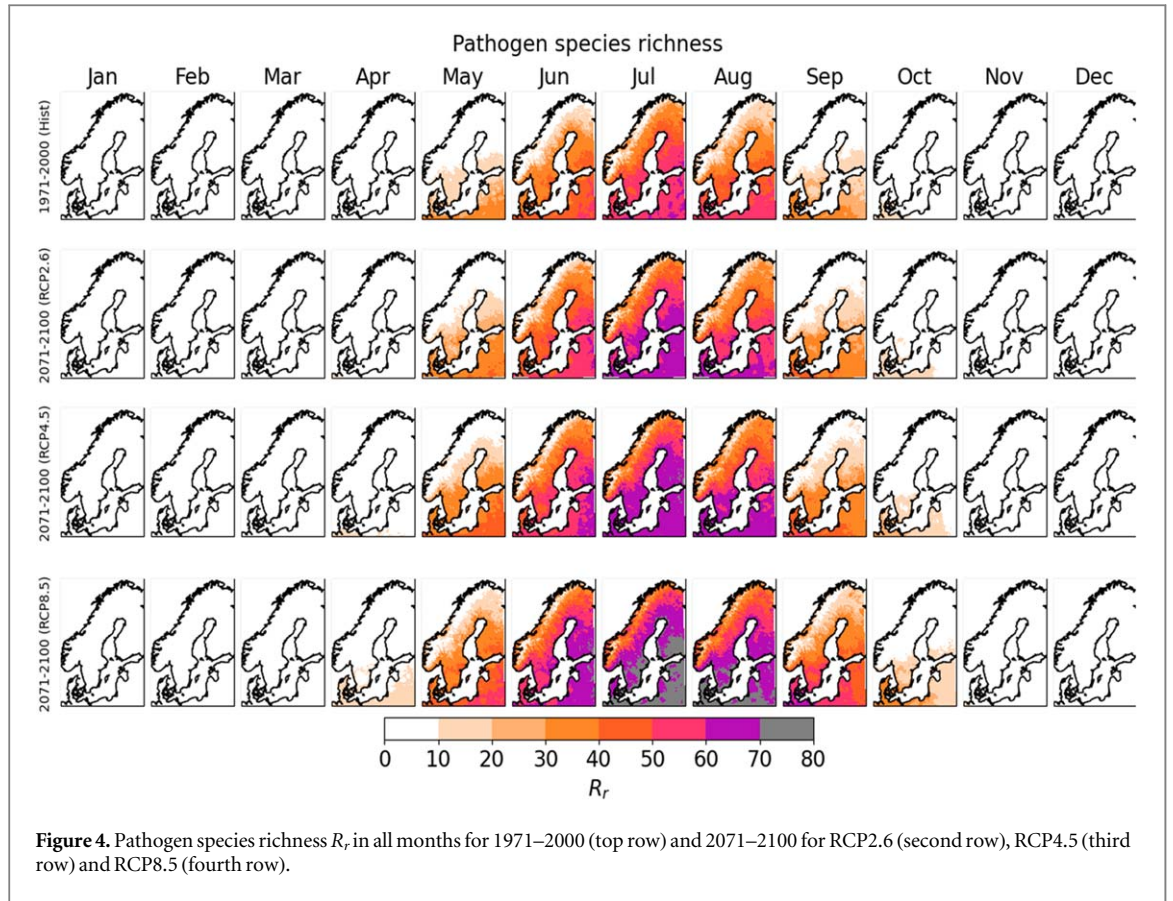 Pathogen species richness
Jan Feb Mar Apr May Jun Jul Aug Sep Oct Nov Dec
1971–2000 (Hist)
2071-2100 (RCP2.6)
2071-2100 (RCP4.5)
2071-2100 (RCP8.5)
0 10 20 30 40 50 60 70 80
Rr
Figure 4. Pathogen species richness Rr in all months for 1971–2000 (top row) and 2071–2100 for RCP2.6 (second row), RCP4.5 (third
row) and RCP8.5 (fourth row).